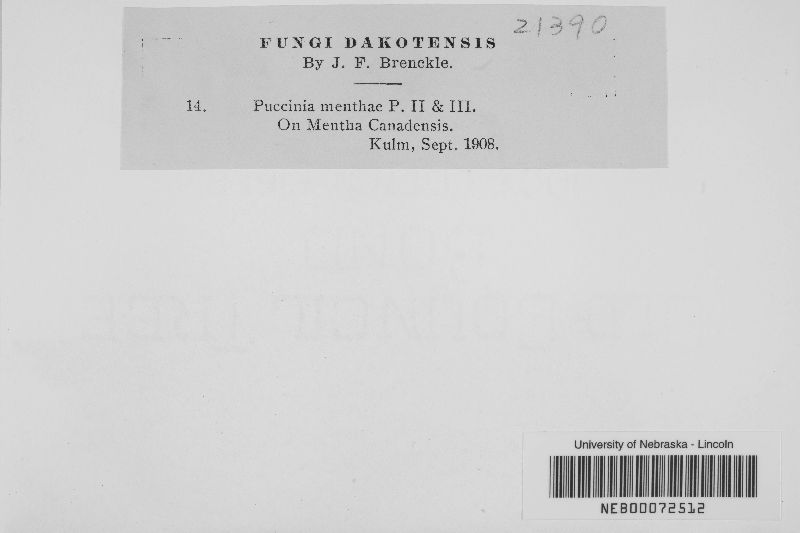 21390
FUNGI DAKOTENSIS
By J. F. Brenckle.
14. Puccinia menthae P. II & III.
On Mentha Canadensis.
Kulm, Sept. 1908.
University of Nebraska - Lincoln
NEB00072512